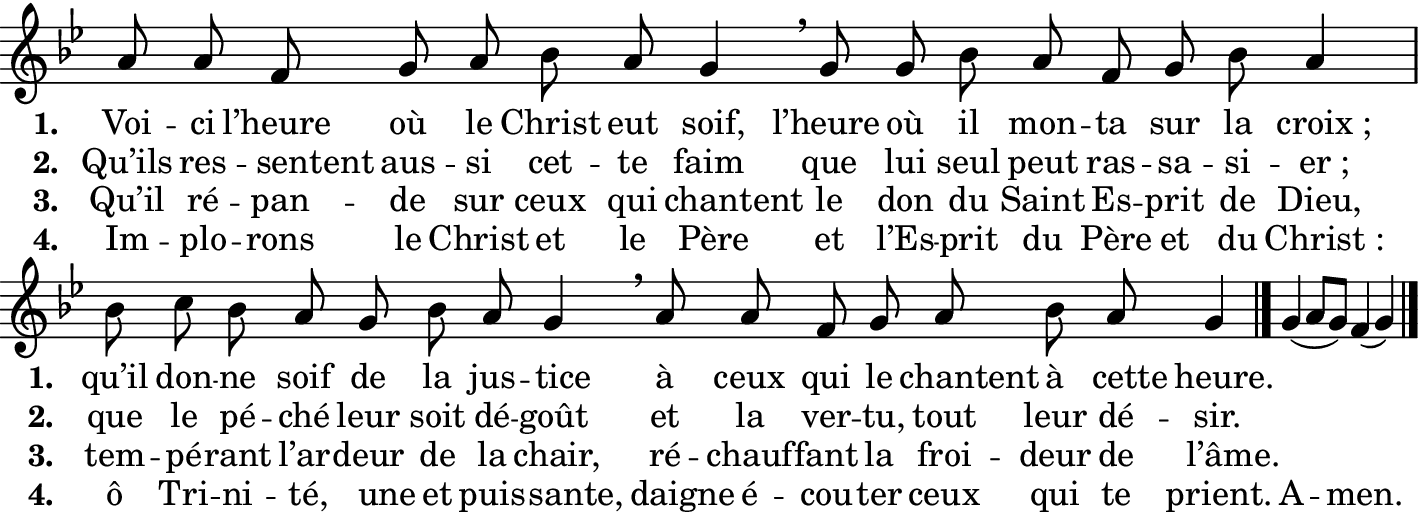 1. Voi - ci l’heure où le Christ eut soif, l’heure où il mon - ta sur la croix ;
2. Qu’ils res - sentent aus - si cet - te faim que lui seul peut ras - sa - si - er ;
3. Qu’il ré - pan - de sur ceux qui chantent le don du Saint Es - prit de Dieu,
4. Im - plo - rons le Christ et le Père et l’Es - prit du Père et du Christ :
1. qu’il don - ne soif de la jus - tice à ceux qui le chantent à cette heure.
2. que le pé - ché leur soit dé - goût et la ver - tu, tout leur dé - sir.
3. tem - pérant l’ardeur de la chair, ré - chauffant la froi - deur de l’âme.
4. ô Tri - ni - té, une et puissante, daigne é - couter ceux qui te prient. A - men.